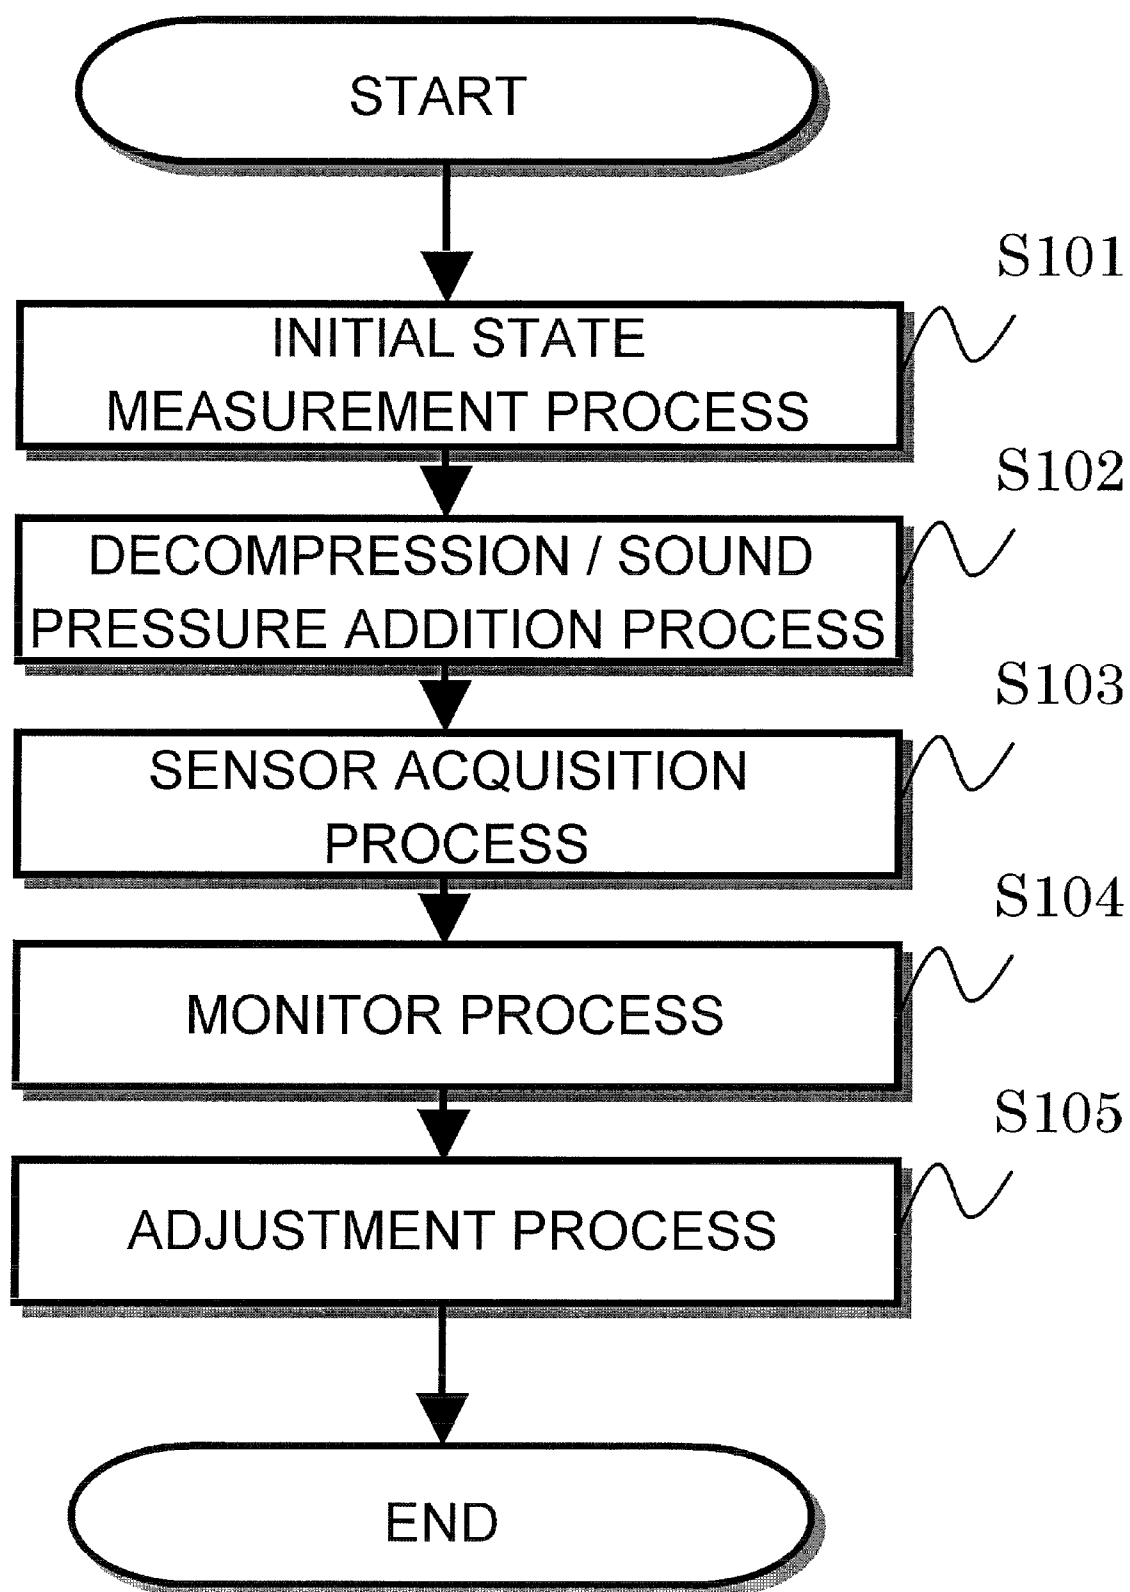 START
S101
INITIAL STATE
MEASUREMENT PROCESS
S102
DECOMPRESSION / SOUND
PRESSURE ADDITION PROCESS
S103
SENSOR ACQUISITION
PROCESS
S104
MONITOR PROCESS
S105
ADJUSTMENT PROCESS
END